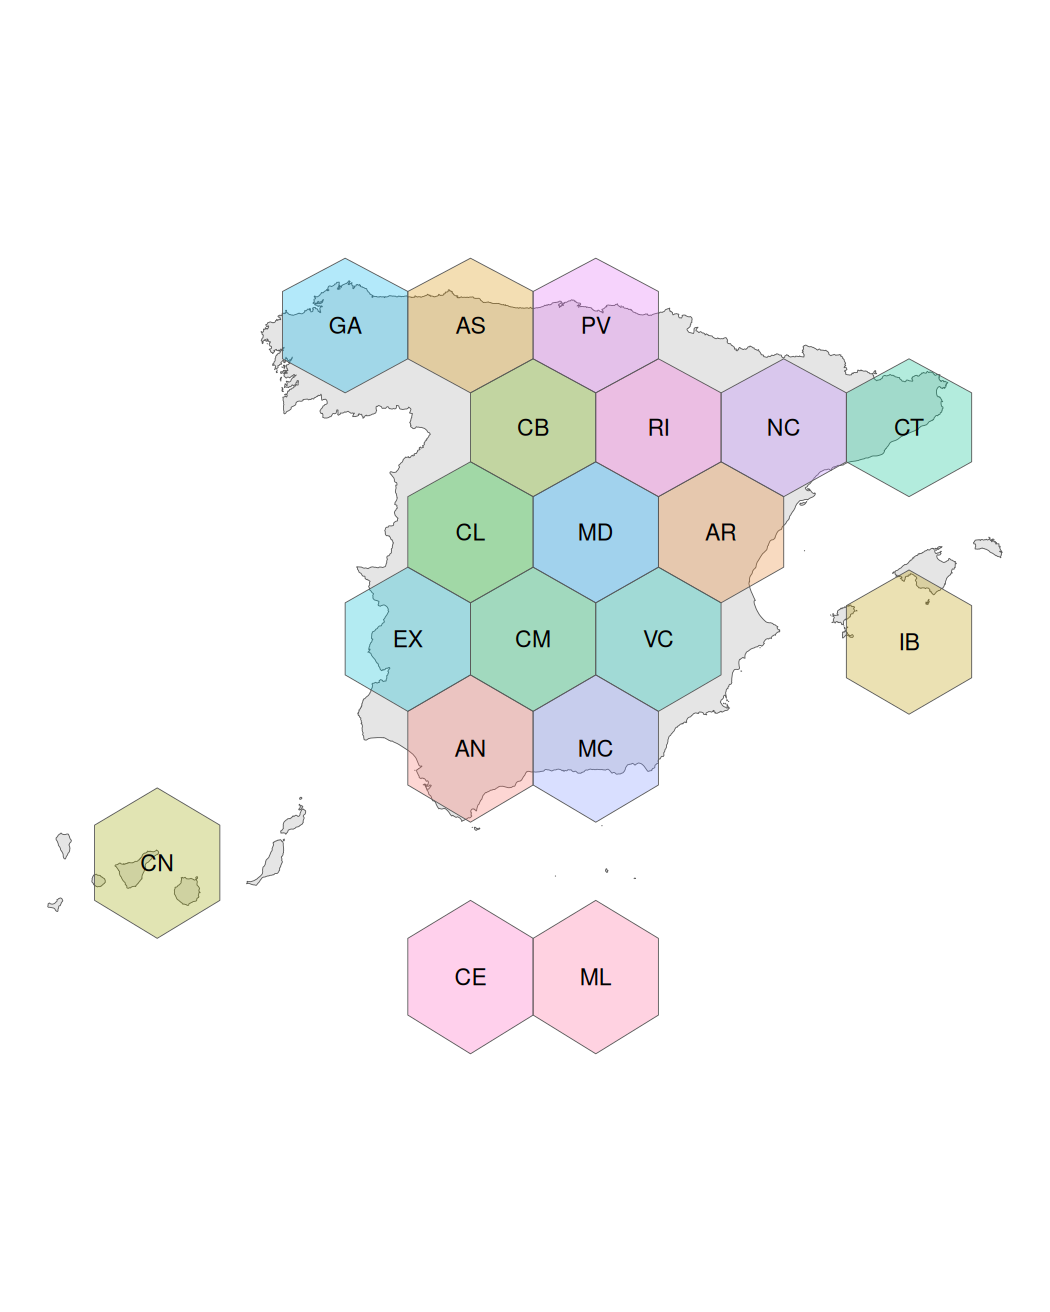 GA AS PV
CB RI NC CT
CL MD AR
EX CM VC IB
AN MC
CN
CE ML